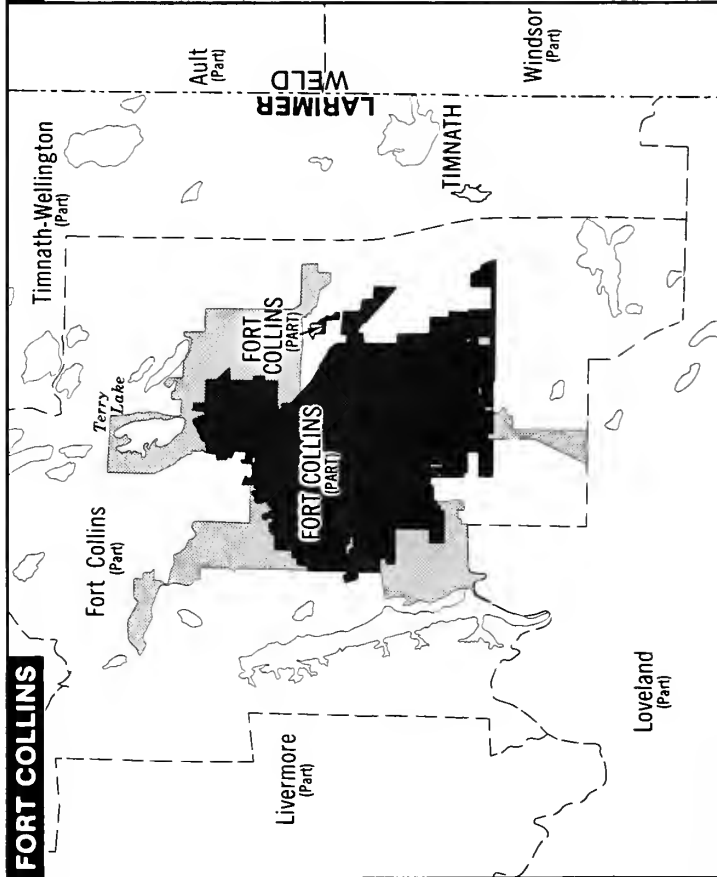 FORT COLLINS
Timnath-Wellington
(Part)
Ault
(Part)
Terry
Lake
Fort Collins
(Part)
FORT
COLLINS
(PART)
LARIMER
WELD
FORT COLLINS
(PART)
TIMNATH
Livermore
(Part)
Windsor
(Part)
Loveland
(Part)